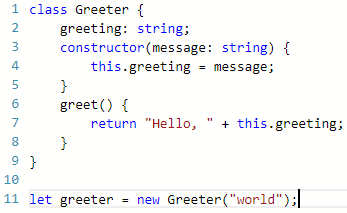 1 class Greeter {
2     greeting: string;
3     constructor(message: string) {
4         this.greeting = message;
5     }
6     greet() {
7         return "Hello, " + this.greeting;
8     }
9 }
10
11 let greeter = new Greeter("world");